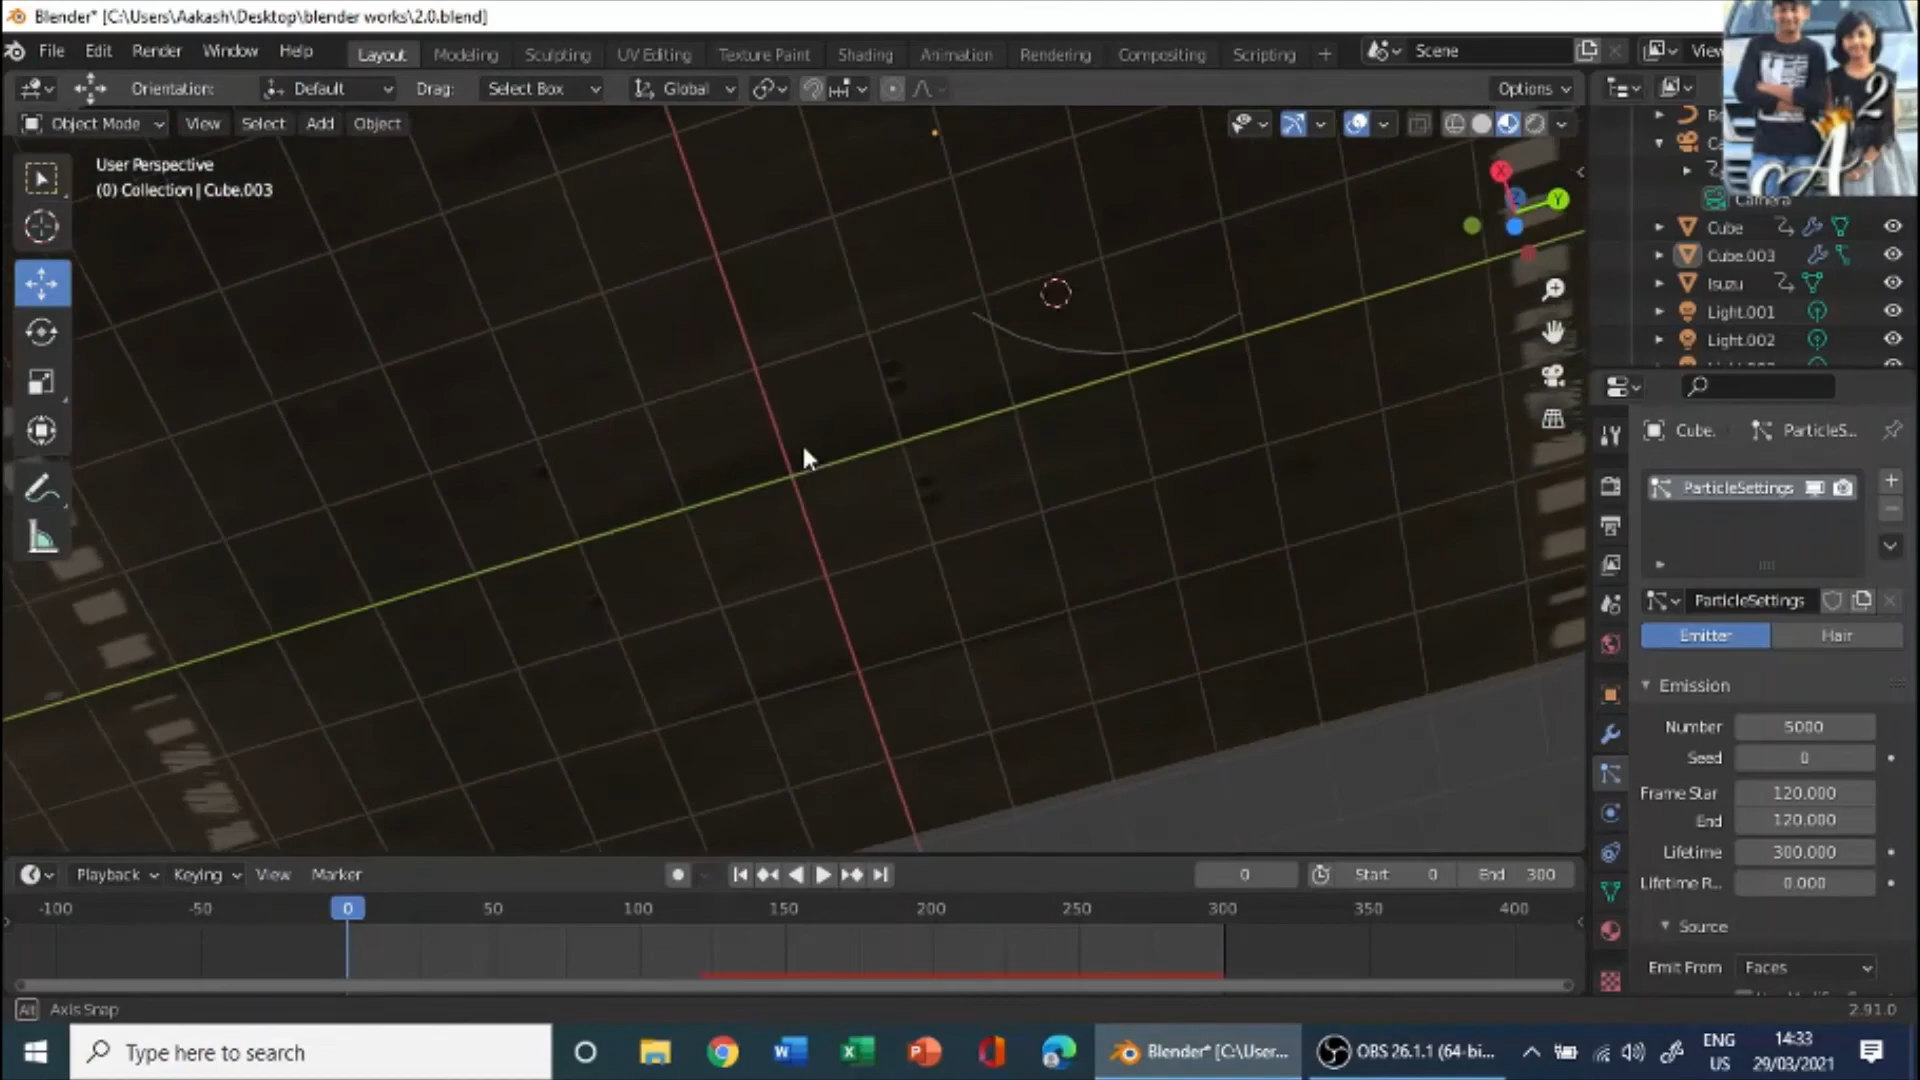 Blender* [C:\Users\Aakash\Desktop\blender works\2.0.blend]
File Edit Render Window Help Layout Modeling Sculpting UV Editing Texture Paint Shading Animation Rendering Compositing Scripting + Scene View
Orientation: Default Drag: Select Box Global Options
Object Mode View Select Add Object
User Perspective
(0) Collection | Cube.003
X
Y
Z
A 2
Camera
Cube
Cube.003
Isuzu
Light.001
Light.002
Cube. ParticleS...
ParticleSettings
ParticleSettings
Emitter Hair
Emission
Number 5000
Seed 0
Frame Star 120.000
End 120.000
Lifetime 300.000
Lifetime R... 0.000
Source
Emit From Faces
Playback Keying View Marker 0 Start 0 End 300
-100 -50 0 50 100 150 200 250 300 350 400
Alt Axis Snap 2.91.0
Type here to search Blender* [C:\User... OBS 26.1.1 (64-bi... ENG US 14:33 29/03/2021